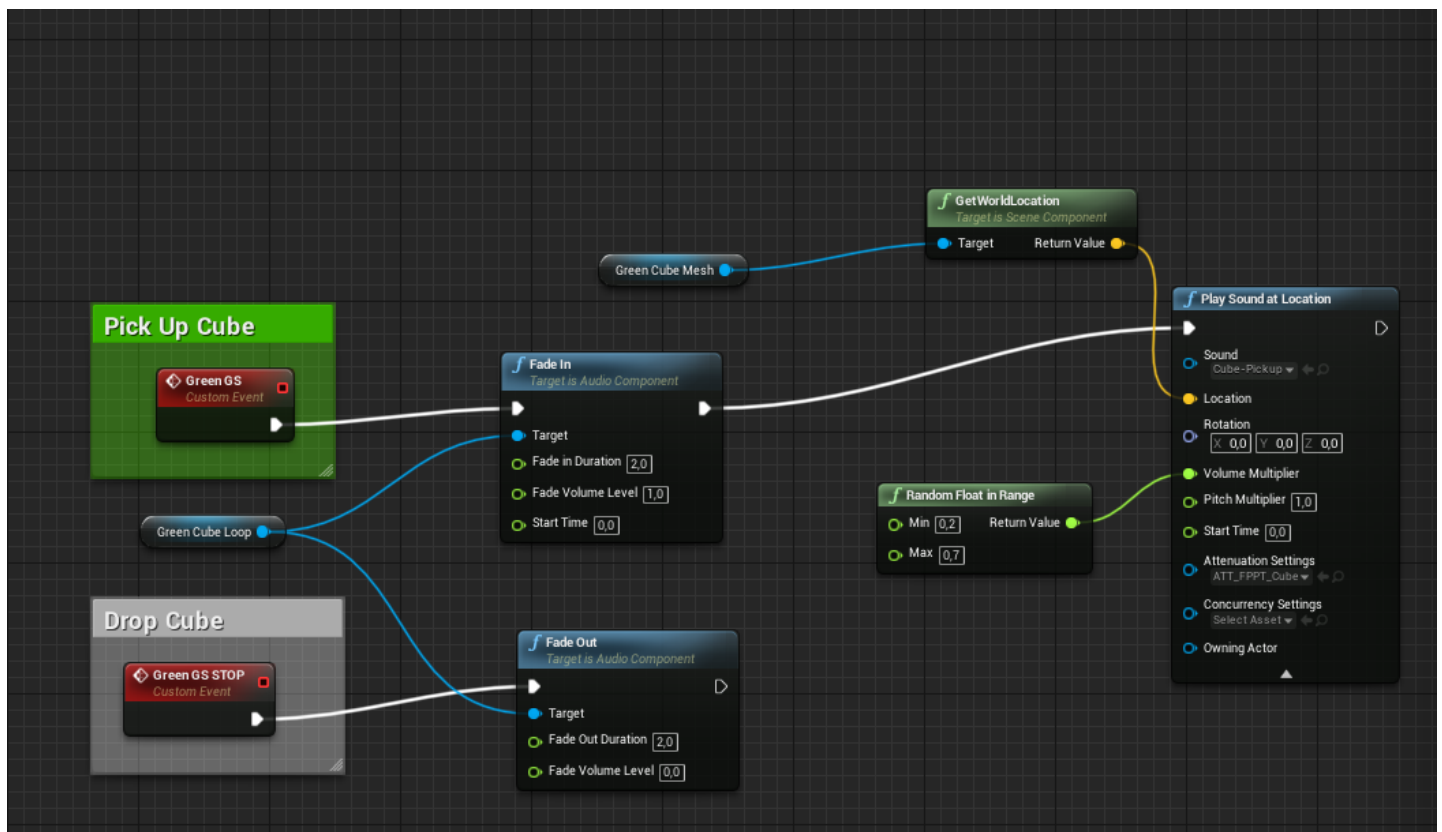 GetWorldLocation
Target is Scene Component
Target Return Value
Green Cube Mesh
Play Sound at Location
Sound
Cube-Pickup
Location
Rotation
X 0,0 Y 0,0 Z 0,0
Volume Multiplier
Pitch Multiplier 1,0
Start Time 0,0
Attenuation Settings
ATT_FPPT_Cube
Concurrency Settings
Select Asset
Owning Actor
Pick Up Cube
Green GS
Custom Event
Fade In
Target is Audio Component
Target
Fade in Duration 2,0
Fade Volume Level 1,0
Start Time 0,0
Green Cube Loop
Random Float in Range
Min 0,2 Return Value
Max 0,7
Drop Cube
Green GS STOP
Custom Event
Fade Out
Target is Audio Component
Target
Fade Out Duration 2,0
Fade Volume Level 0,0